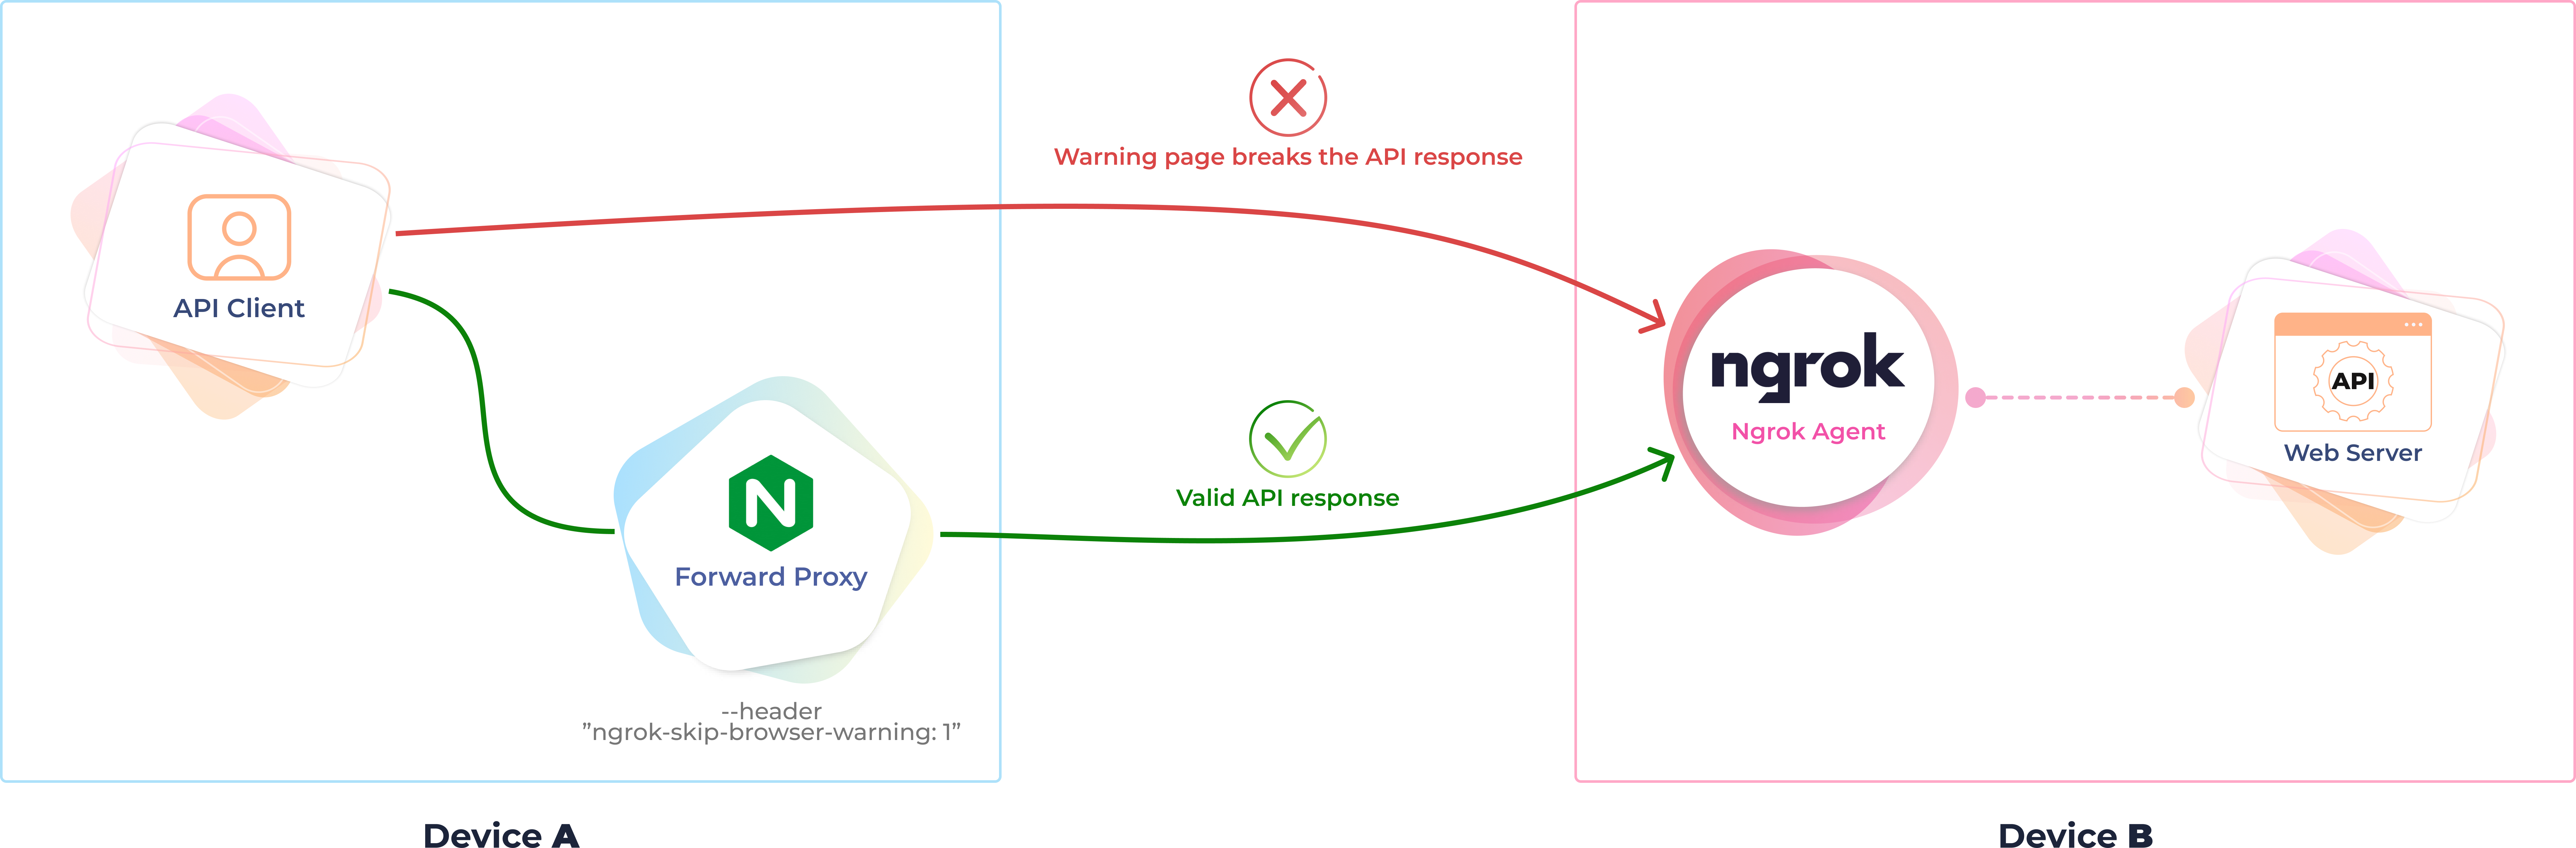 API Client
Warning page breaks the API response
N
Forward Proxy
--header
”ngrok-skip-browser-warning: 1”
Valid API response
ngrok
Ngrok Agent
API
Web Server
Device A
Device B